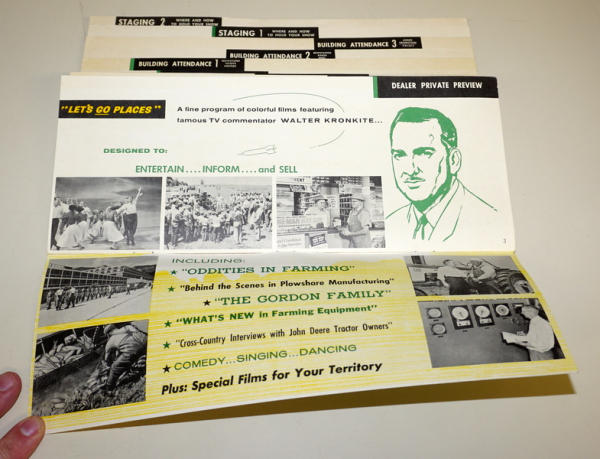 STAGING 2 WHERE AND HOW TO HOUR YOUR SHOW
STAGING 1 WHERE AND HOW TO HOUR YOUR SHOW
BUILDING ATTENDANCE 3
BUILDING ATTENDANCE 2
BUILDING ATTENDANCE 1
DEALER PRIVATE PREVIEW
"LET'S GO PLACES"
A fine program of colorful films featuring
famous TV commentator WALTER KRONKITE...
DESIGNED TO:
ENTERTAIN....INFORM....and SELL
3
INCLUDING:
★ "ODDITIES IN FARMING"
★ "Behind the Scenes in Plowshare Manufacturing"
★ "THE GORDON FAMILY"
★ "WHAT'S NEW in Farming Equipment"
★ "Cross-Country Interviews with John Deere Tractor Owners"
★ COMEDY...SINGING...DANCING
Plus: Special Films for Your Territory